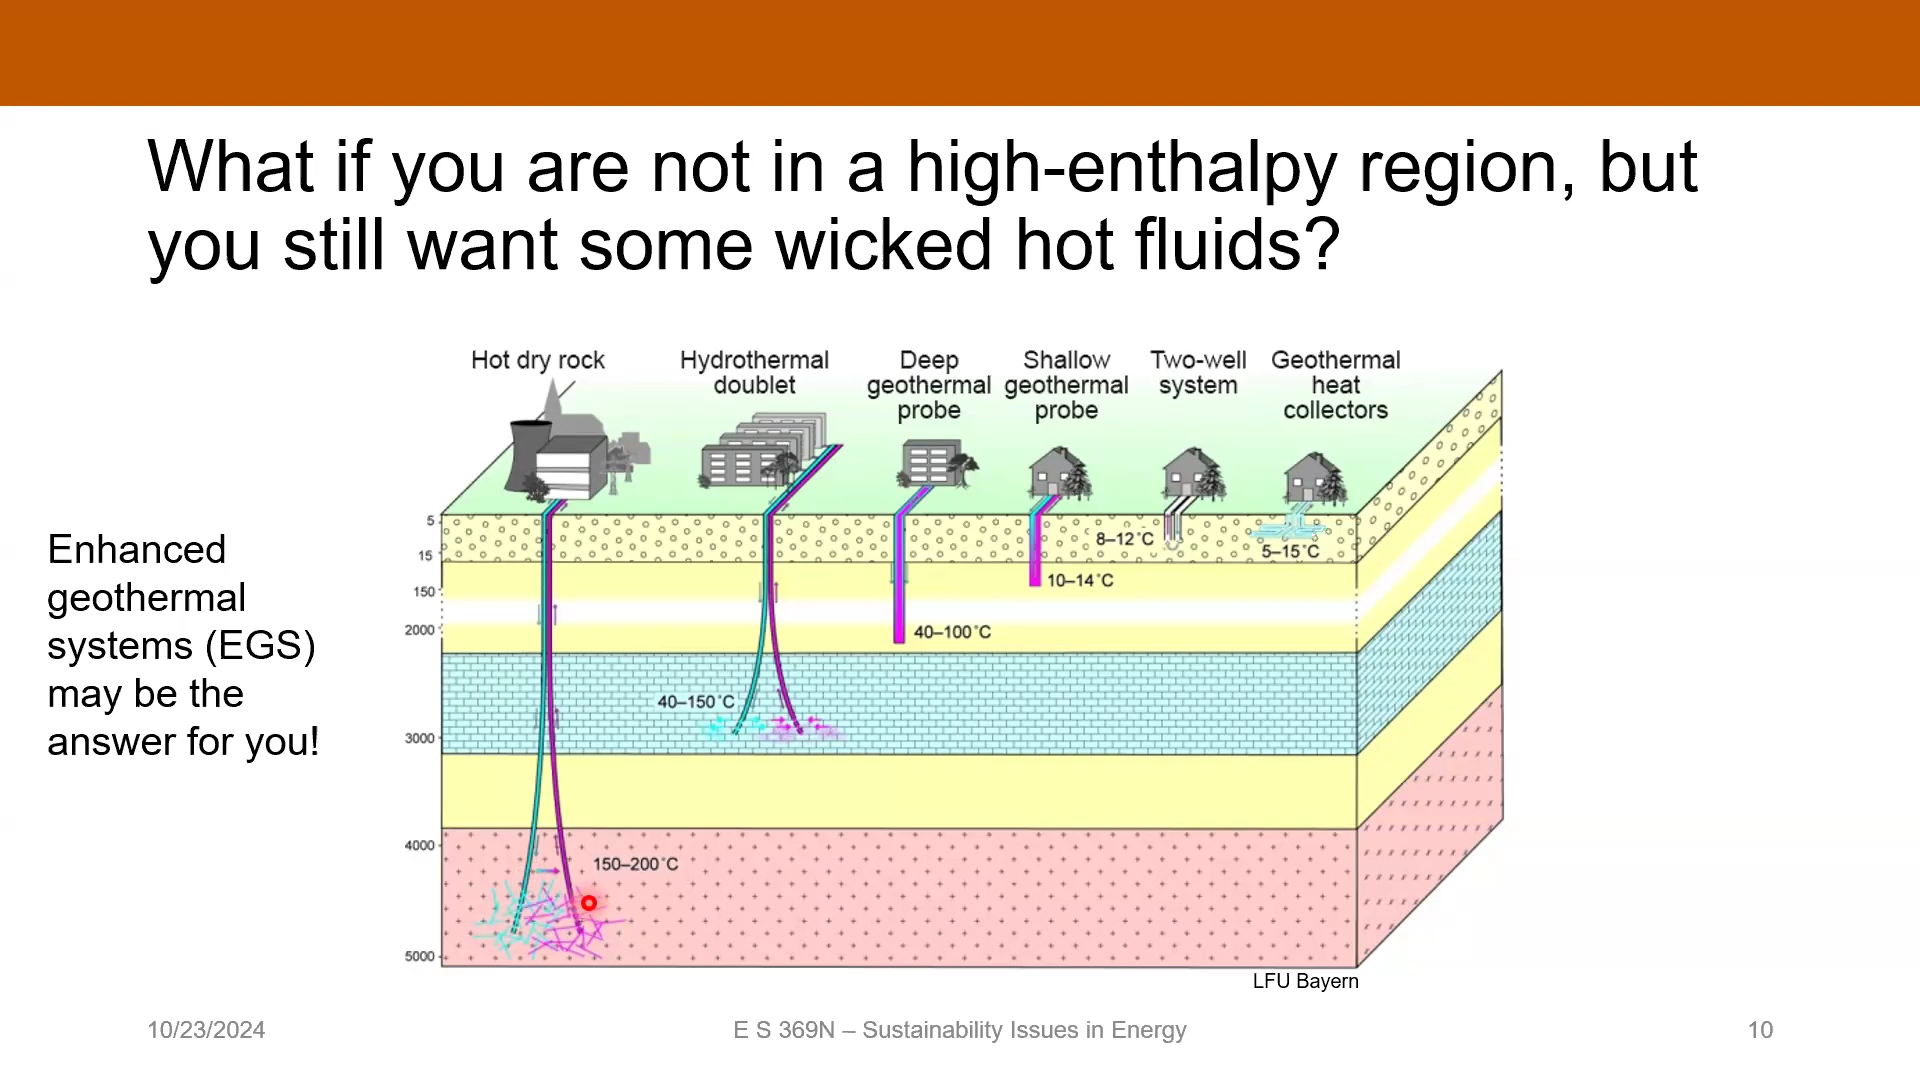 What if you are not in a high-enthalpy region, but
you still want some wicked hot fluids?
Enhanced
geothermal
systems (EGS)
may be the
answer for you!
Hot dry rock
Hydrothermal
doublet
Deep
geothermal
probe
Shallow
geothermal
probe
Two-well
system
Geothermal
heat
collectors
5
15
150
2000
3000
4000
5000
8–12°C
5–15°C
10–14°C
40–100°C
40–150°C
150–200°C
LFU Bayern
10/23/2024
E S 369N – Sustainability Issues in Energy
10